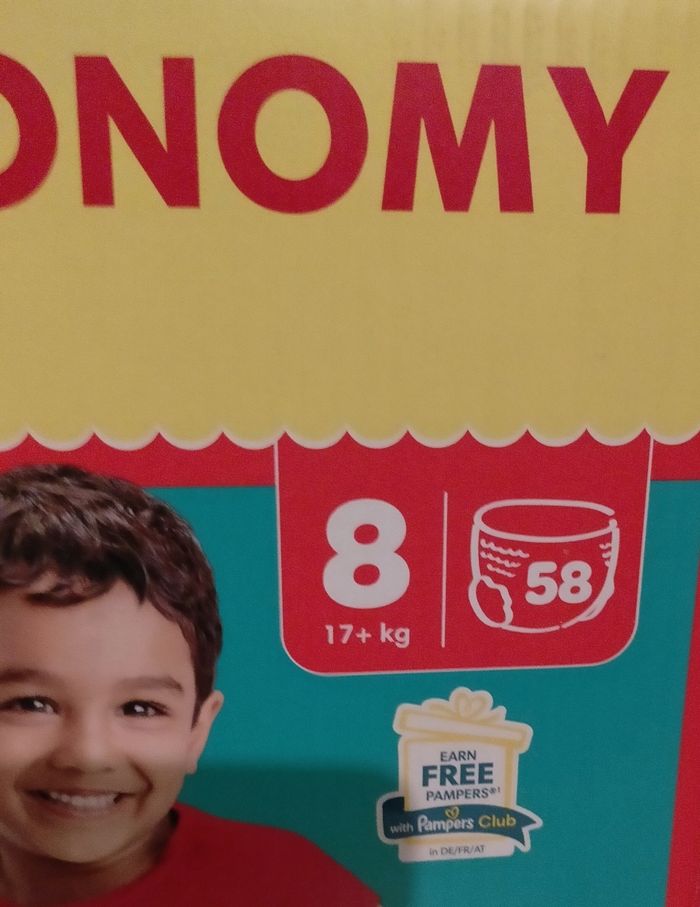 ONOMY
8
17+ kg
58
EARN
FREE
PAMPERS®¹
with Pampers Club
in DE/FR/AT